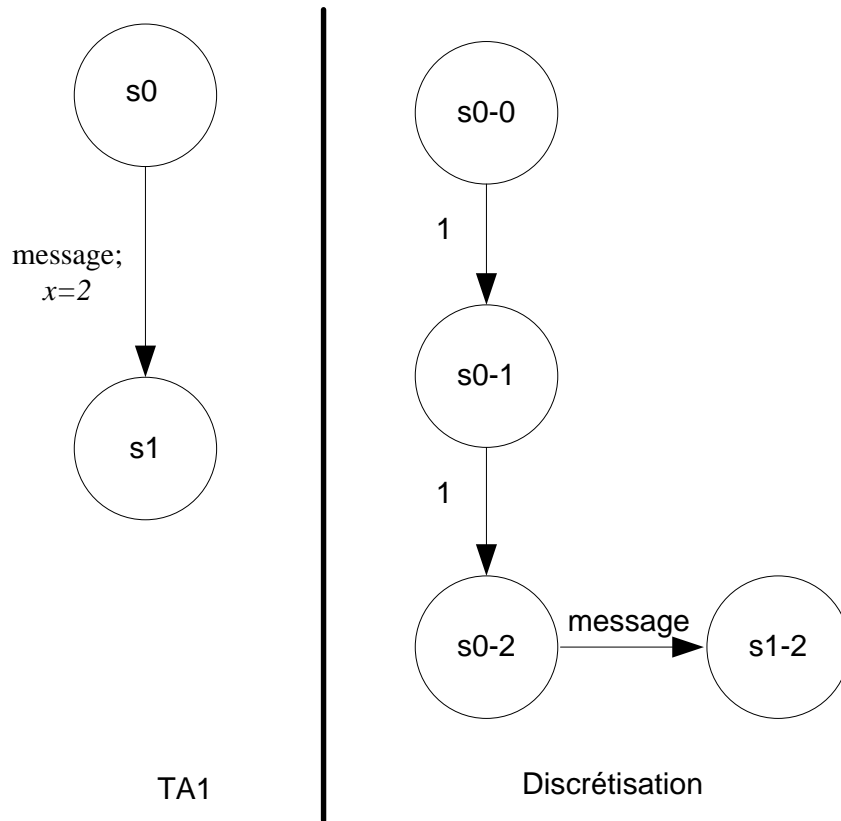 s0
message;
x=2
s1
TA1
s0-0
1
s0-1
1
s0-2
message
s1-2
Discrétisation